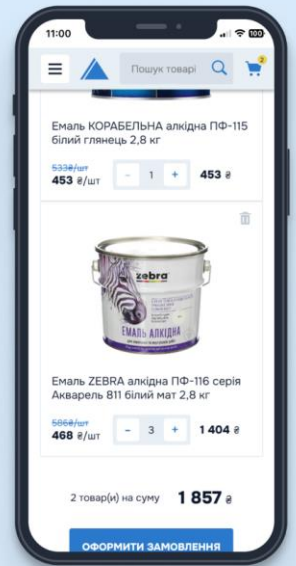 11:00
100
Пошук товарі
2
Емаль КОРАБЕЛЬНА алкідна ПФ-115
білий глянець 2,8 кг
533₴/шт
453 ₴/шт
- 1 +
453 ₴
zebra
ЕМАЛЬ АЛКІДНА
Емаль ZEBRA алкідна ПФ-116 серія
Акварель 811 білий мат 2,8 кг
586₴/шт
468 ₴/шт
- 3 +
1 404 ₴
2 товар(и) на суму 1 857 ₴
ОФОРМИТИ ЗАМОВЛЕННЯ